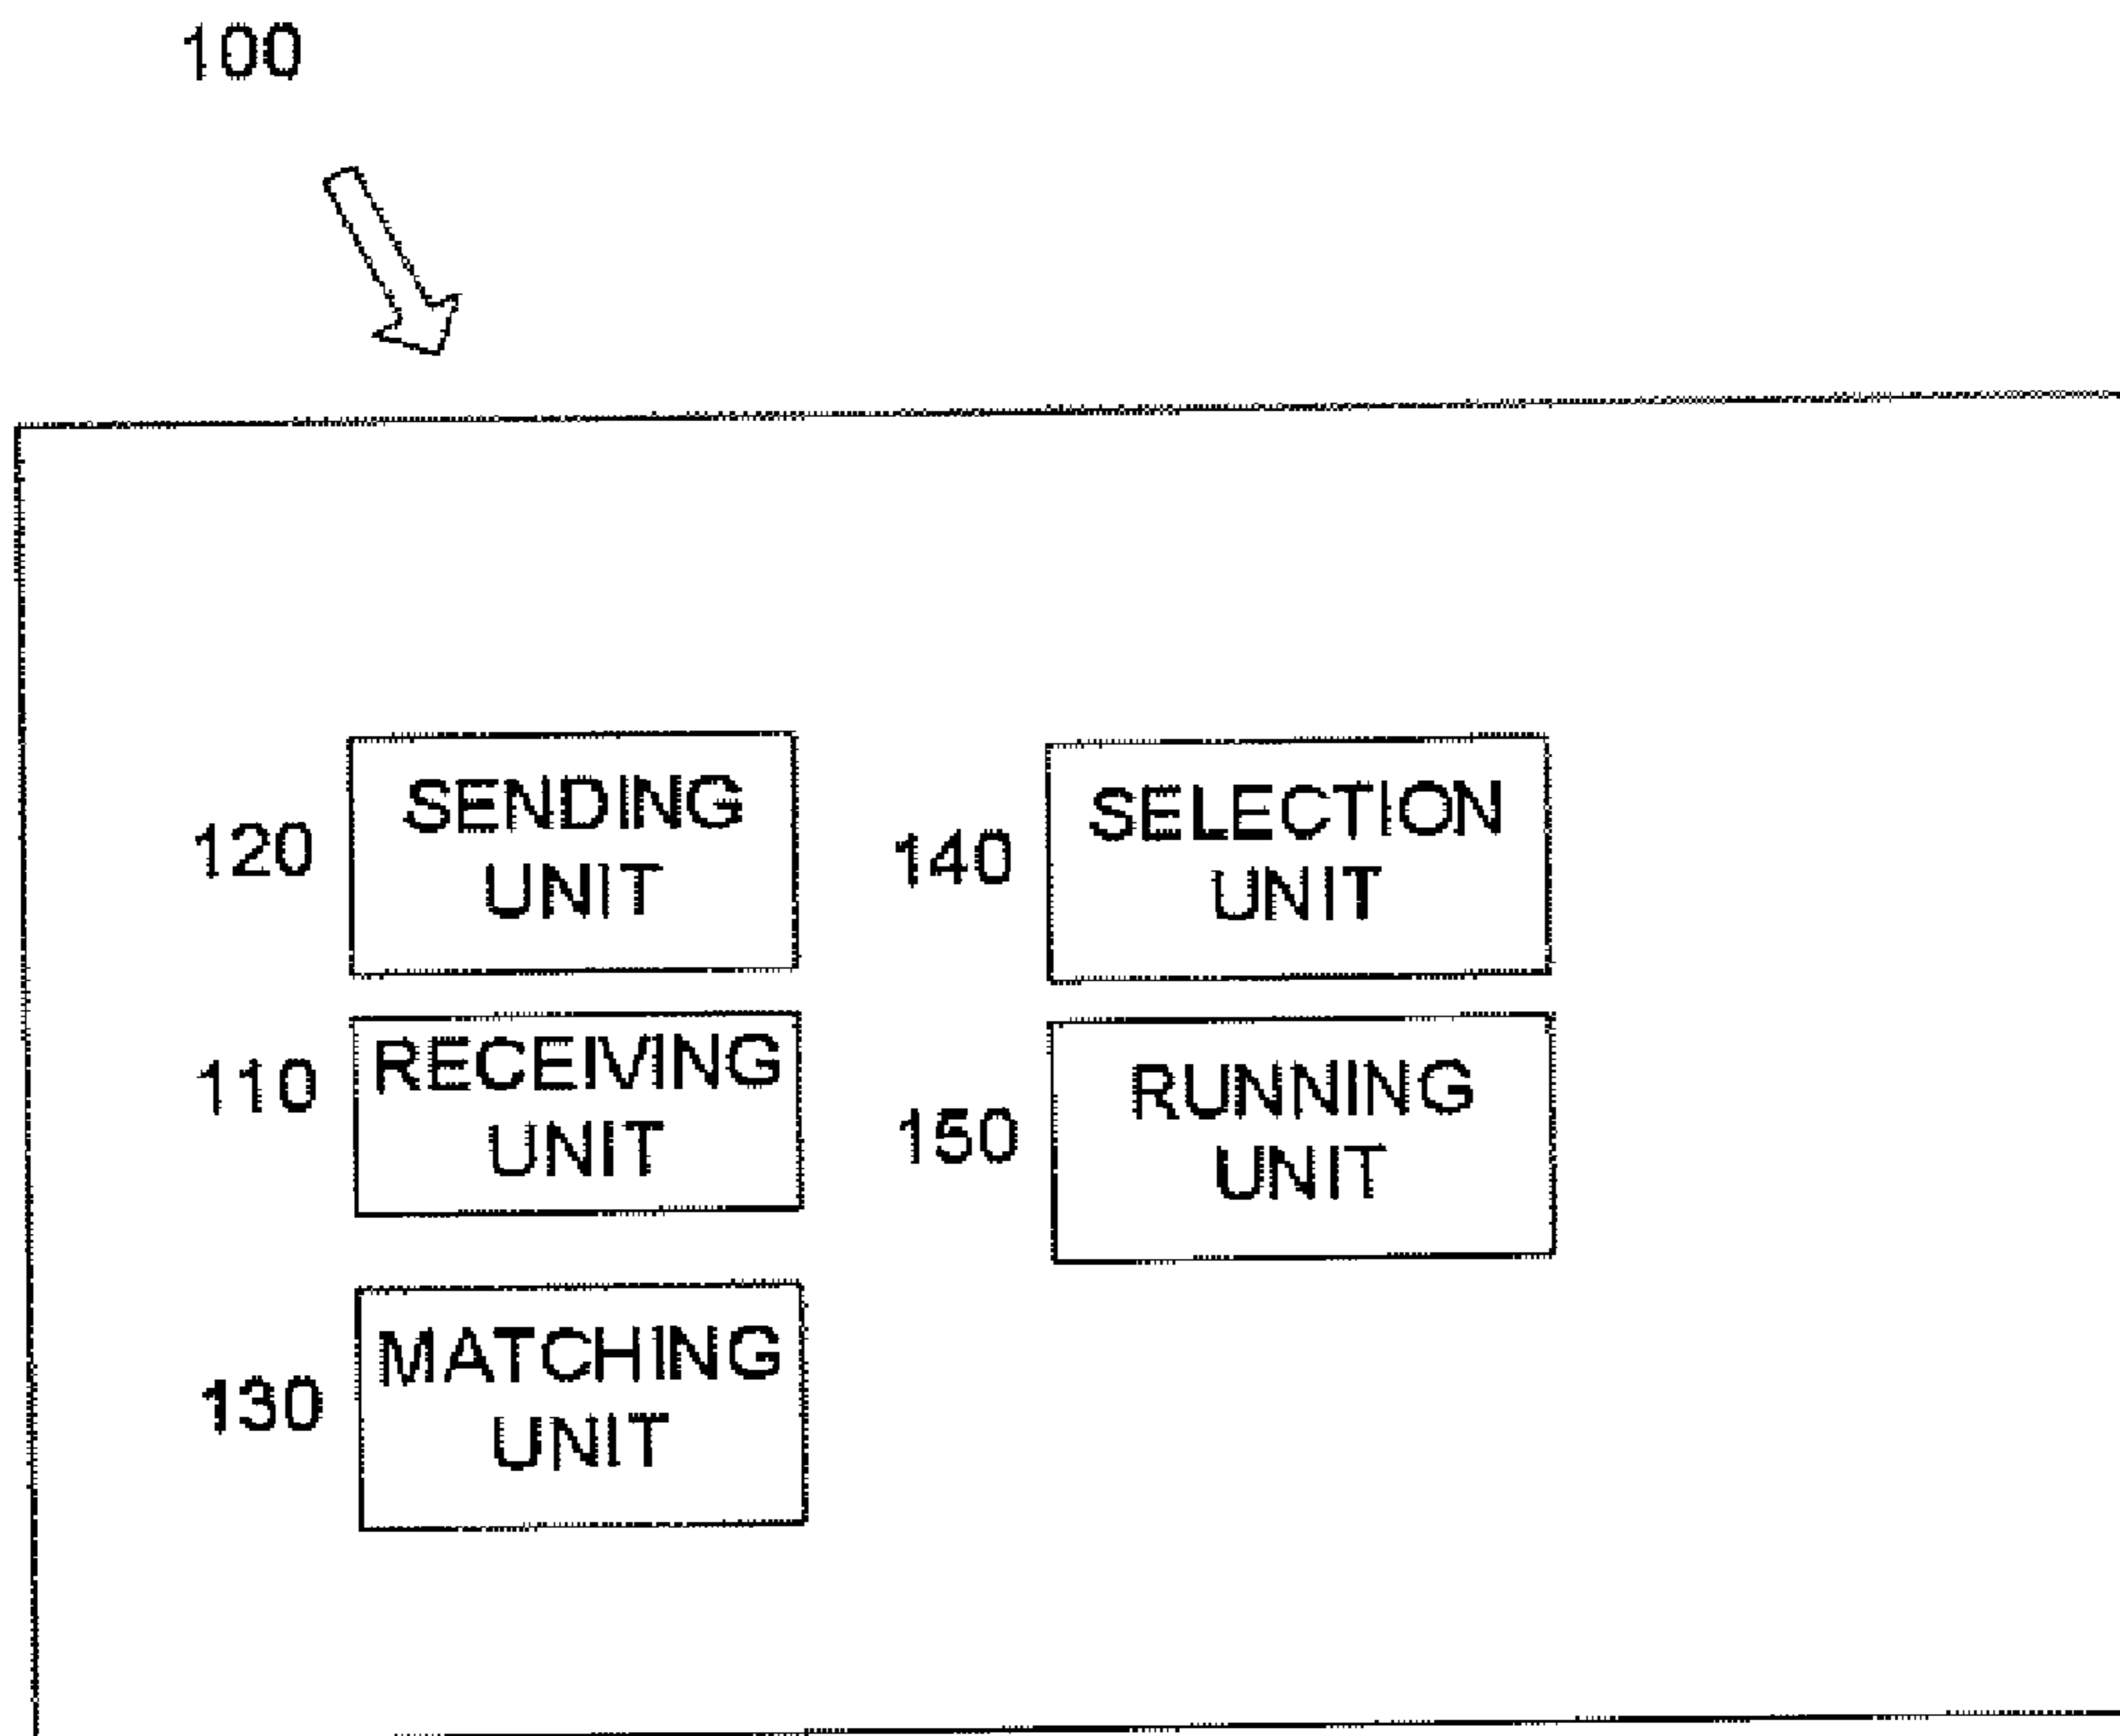 100
120
SENDING
UNIT
140
SELECTION
UNIT
110
RECEIVING
UNIT
150
RUNNING
UNIT
130
MATCHING
UNIT